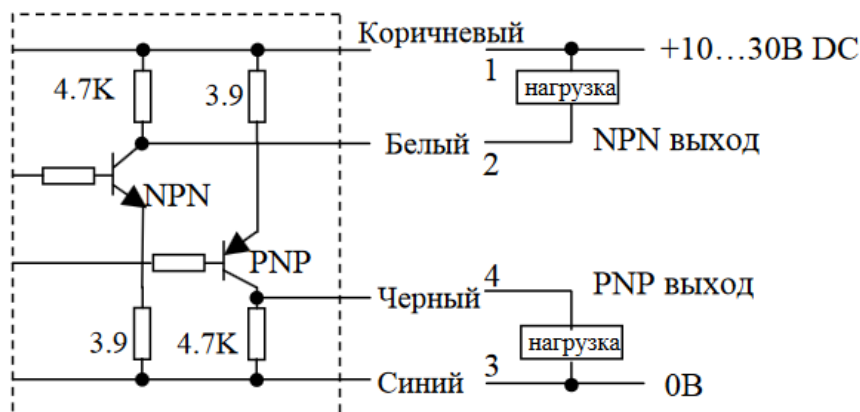 Коричневый
1
+10...30В DC
4.7K
3.9
нагрузка
Белый
2
NPN выход
NPN
PNP
4
PNP выход
Черный
3.9
4.7K
нагрузка
3
Синий
0В